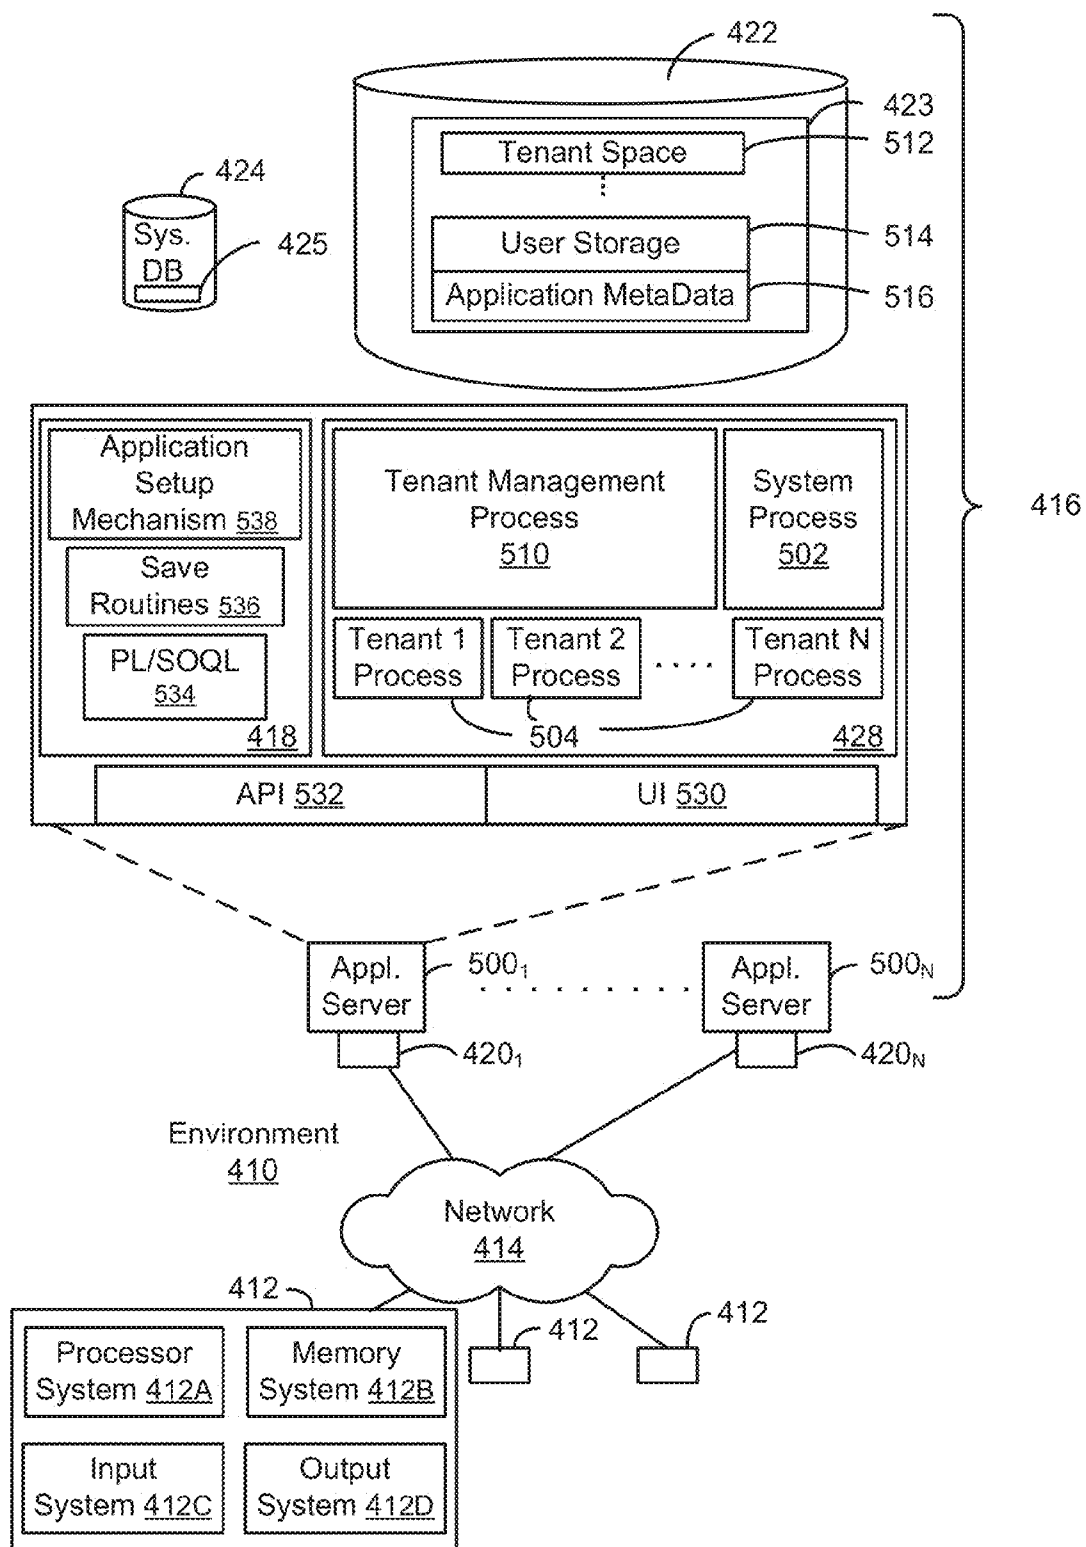 422
423
Tenant Space
512
424
Sys.
DB
425
User Storage
514
Application MetaData
516
416
Application
Setup
Mechanism 538
Save
Routines 536
PL/SOQL
534
418
Tenant Management
Process
510
System
Process
502
Tenant 1
Process
Tenant 2
Process
Tenant N
Process
504
428
API 532
UI 530
Appl.
Server
500₁
Appl.
Server
500N
420₁
420N
Environment
410
Network
414
412
412
412
Processor
System 412A
Memory
System 412B
Input
System 412C
Output
System 412D